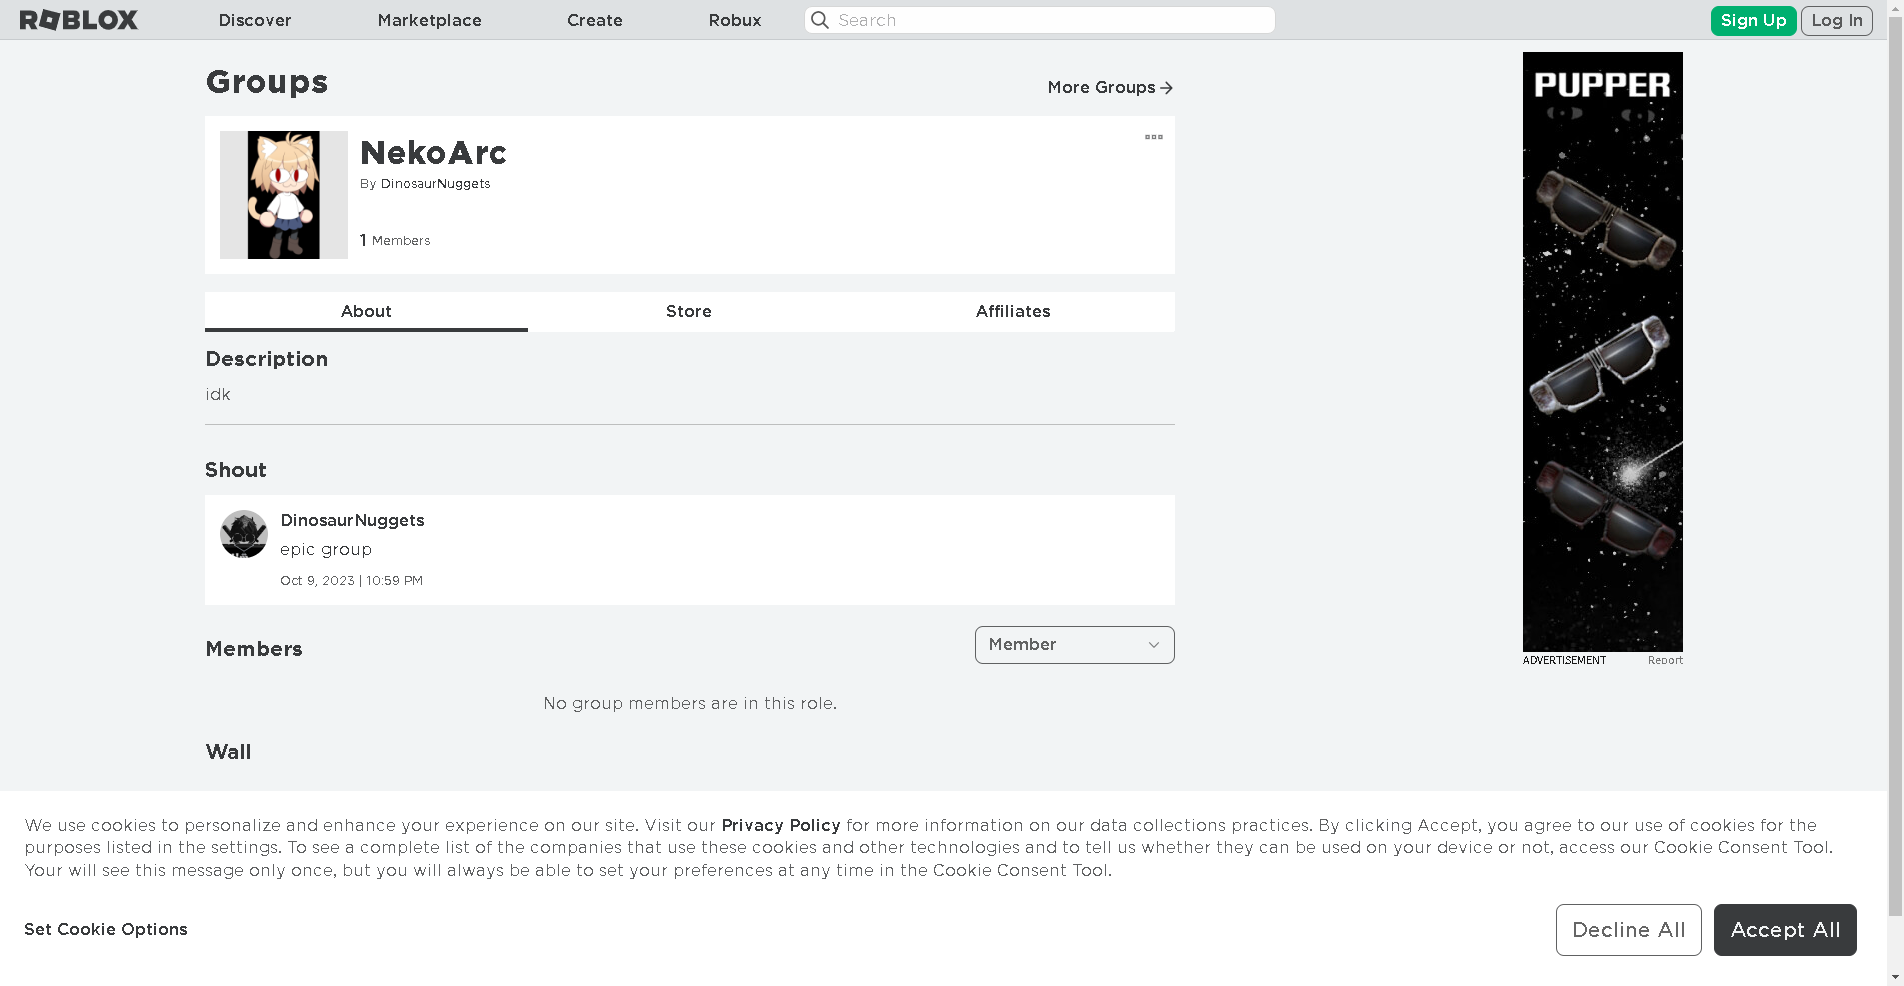 ROBLOX
Discover
Marketplace
Create
Robux
Search
Sign Up
Log In
Groups
More Groups
NekoArc
By DinosaurNuggets
1 Members
About
Store
Affiliates
Description
idk
Shout
DinosaurNuggets
epic group
Oct 9, 2023 | 10:59 PM
Members
Member
No group members are in this role.
Wall
PUPPER
ADVERTISEMENT
Report
We use cookies to personalize and enhance your experience on our site. Visit our Privacy Policy for more information on our data collections practices. By clicking Accept, you agree to our use of cookies for the
purposes listed in the settings. To see a complete list of the companies that use these cookies and other technologies and to tell us whether they can be used on your device or not, access our Cookie Consent Tool.
Your will see this message only once, but you will always be able to set your preferences at any time in the Cookie Consent Tool.
Set Cookie Options
Decline All
Accept All